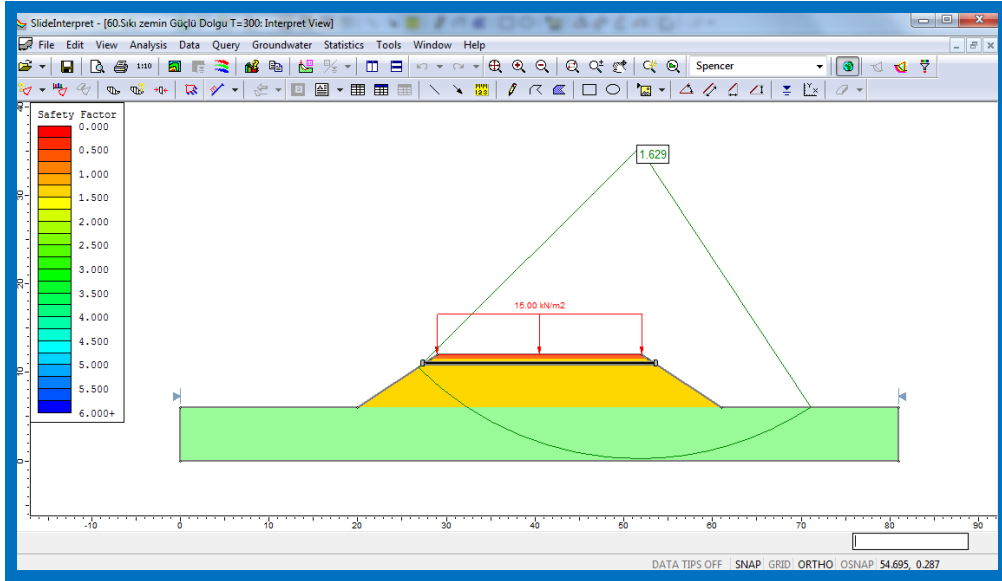 SlideInterpret - [60.Sıkı zemin Güçlü Dolgu T=300: Interpret View]
File Edit View Analysis Data Query Groundwater Statistics Tools Window Help
1:10
Spencer
Safety Factor
0.000
0.500
1.000
1.500
2.000
2.500
3.000
3.500
4.000
4.500
5.000
5.500
6.000+
1.629
15.00 kN/m2
40
30
20
10
0
-10 0 10 20 30 40 50 60 70 80 90
DATA TIPS OFF SNAP GRID ORTHO OSNAP 54.695, 0.287